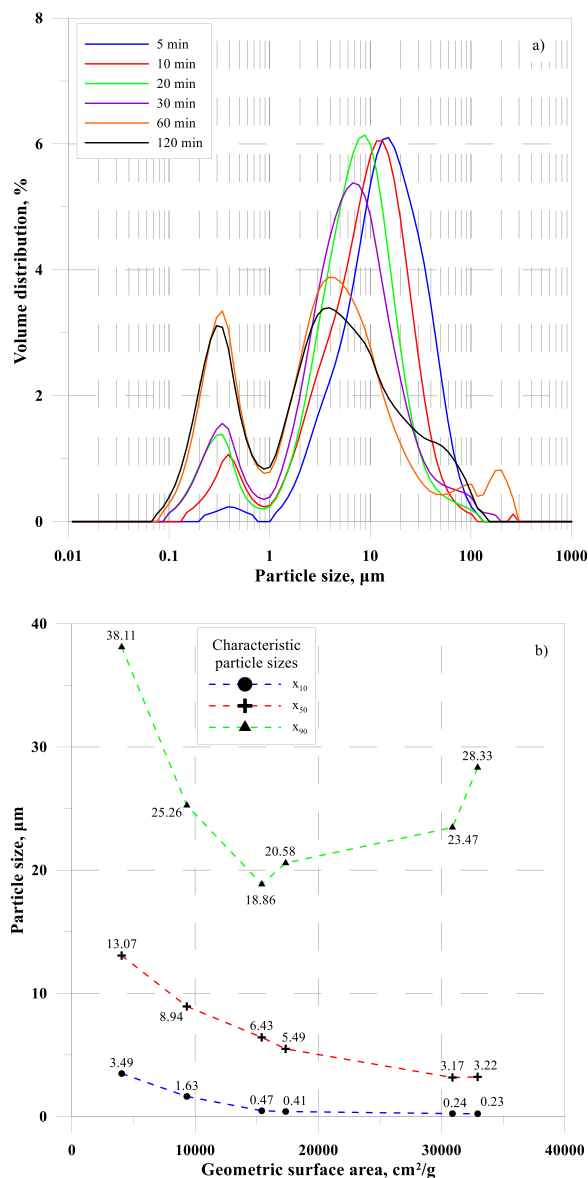 8
a)
5 min
10 min
20 min
30 min
60 min
120 min
6
Volume distribution, %
4
2
0
0.01 0.1 1 10 100 1000
Particle size, µm
40
38.11
b)
Characteristic
particle sizes
x10
x50
x90
30
28.33
25.26
23.47
Particle size, µm
20.58
20
18.86
13.07
10
8.94
6.43
5.49
3.49
3.17 3.22
1.63
0.47 0.41
0.24 0.23
0
0 10000 20000 30000 40000
Geometric surface area, cm²/g